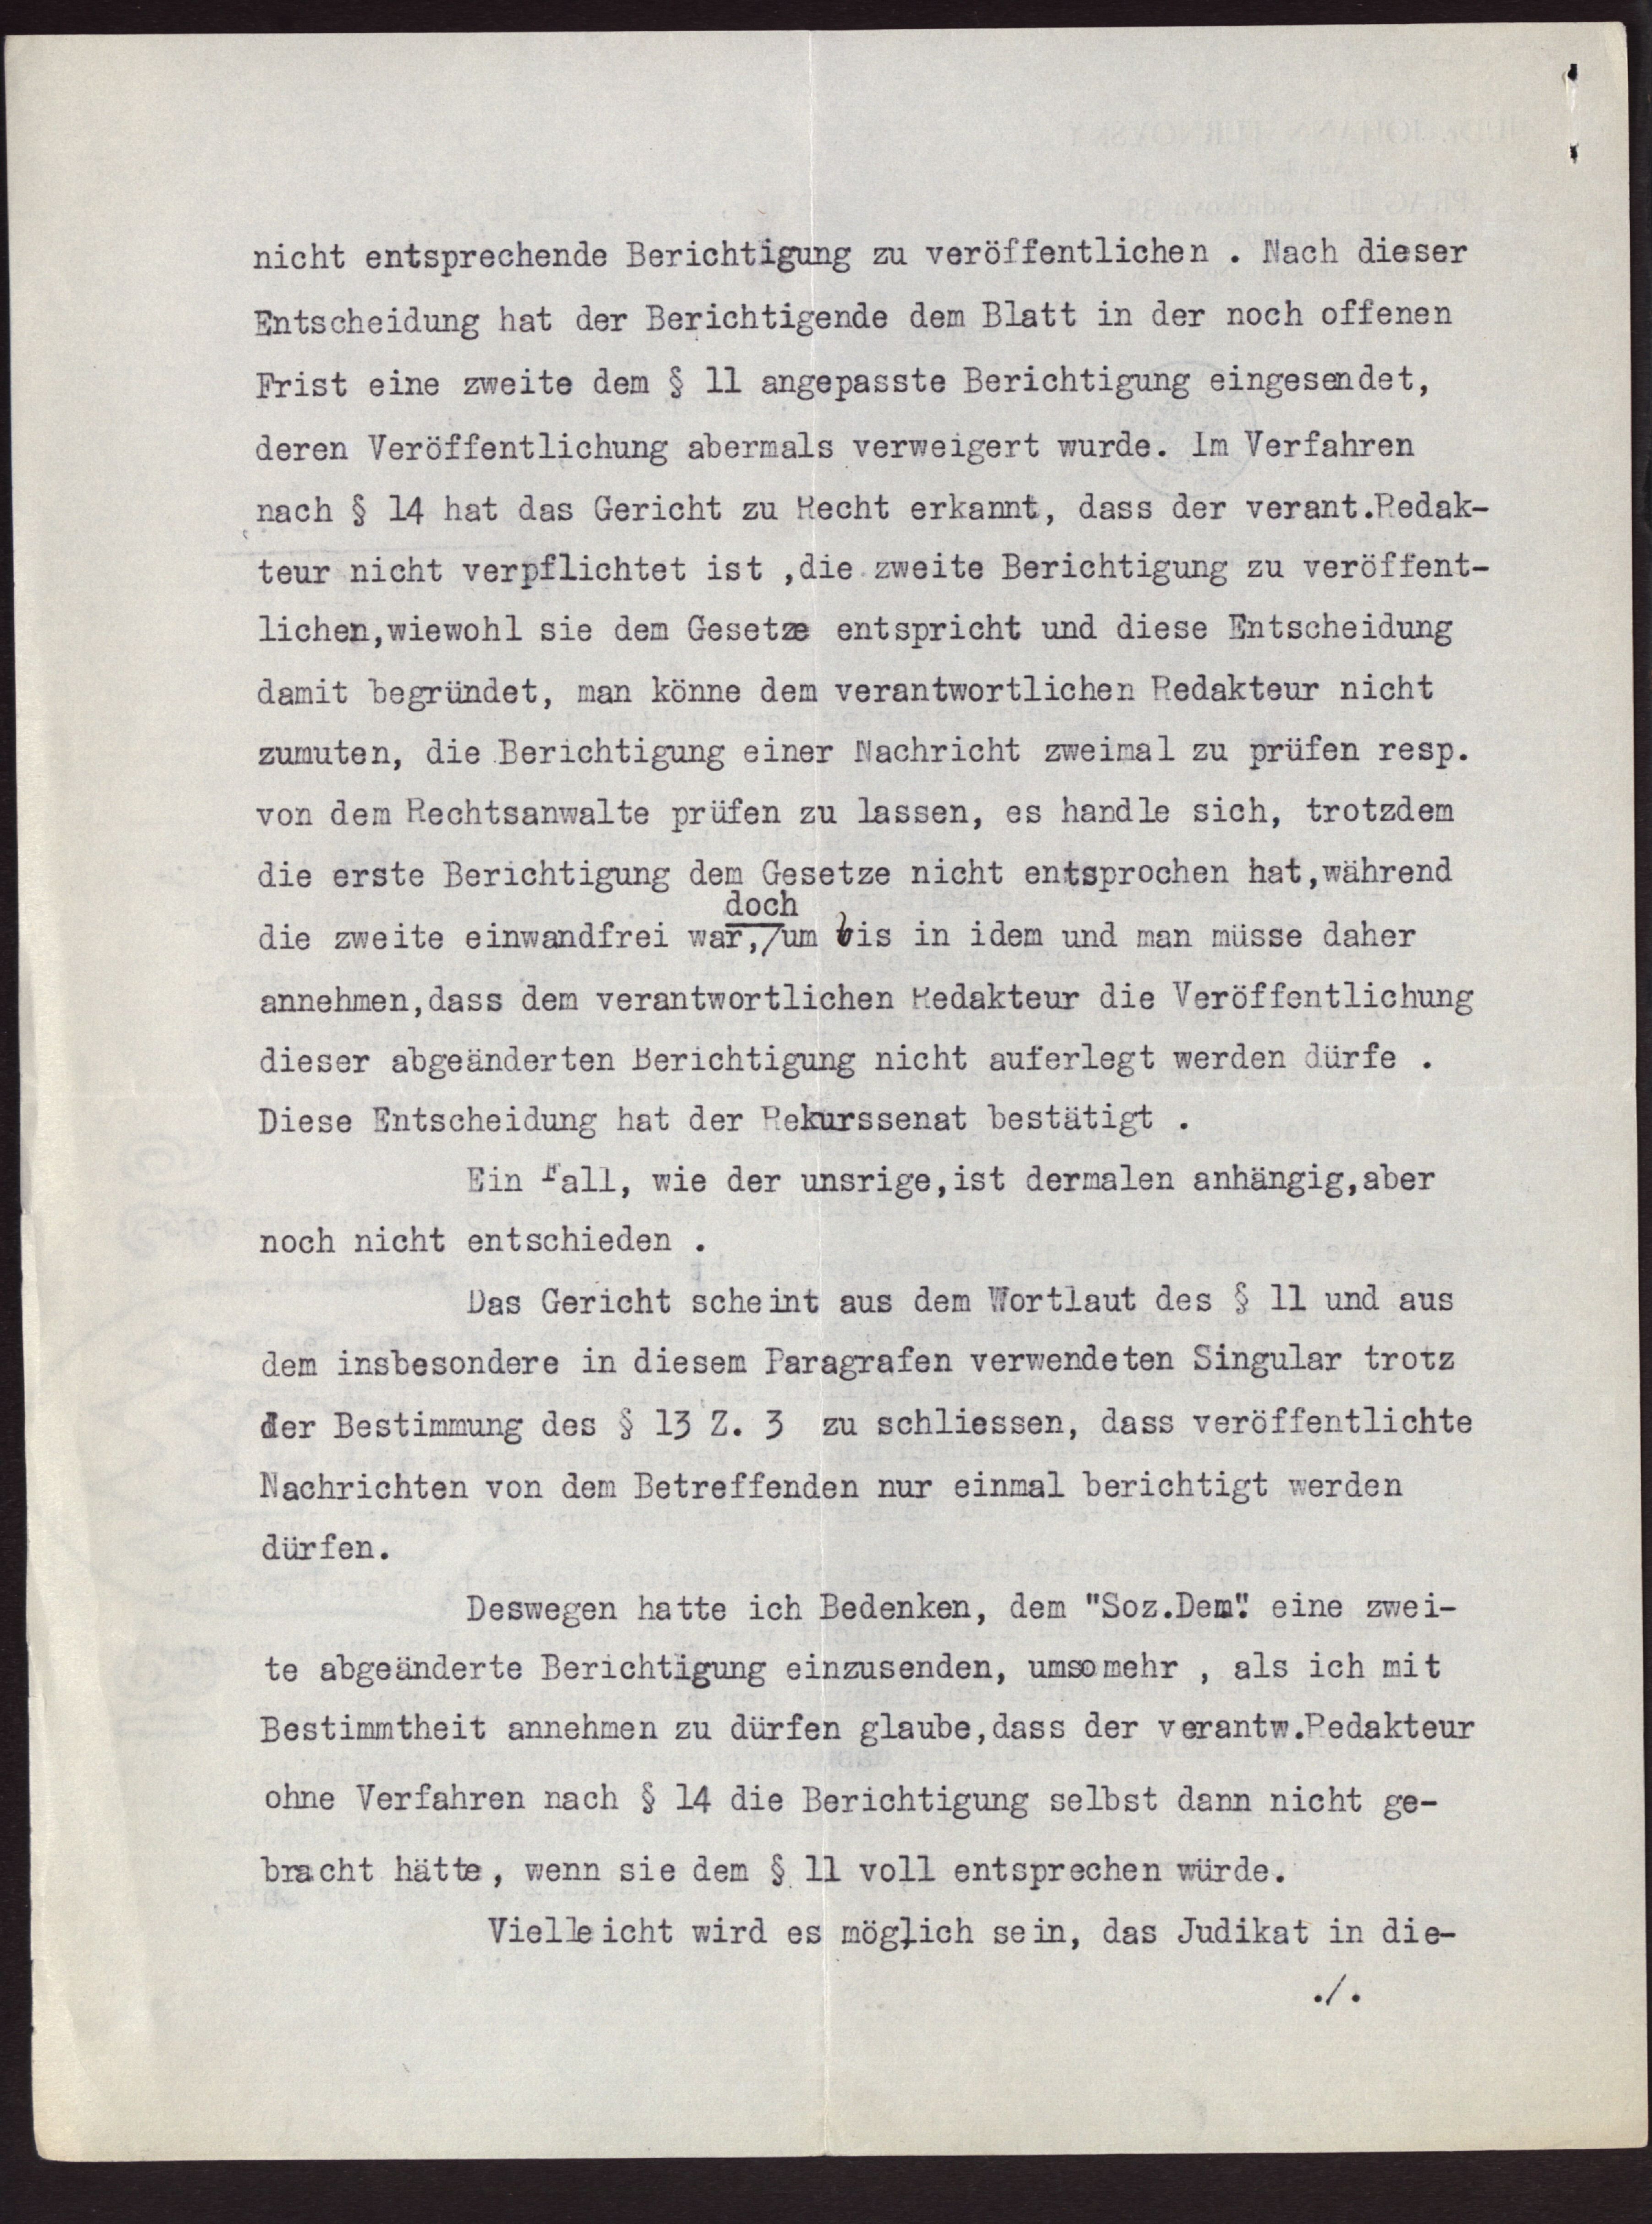 nicht entsprechende Berichtigung zu veröffentlichen . Nach dieser
Entscheidung hat der Berichtigende dem Blatt in der noch offenen
Frist eine zweite dem § 11 angepasste Berichtigung eingesendet,
deren Veröffentlichung abermals verweigert wurde. Im Verfahren
nach § 14 hat das Gericht zu Recht erkannt, dass der verant.Redak-
teur nicht verpflichtet ist ,die zweite Berichtigung zu veröffent-
lichen,wiewohl sie dem Gesetze entspricht und diese Entscheidung
damit begründet, man könne dem verantwortlichen Redakteur nicht
zumuten, die Berichtigung einer Nachricht zweimal zu prüfen resp.
von dem Rechtsanwalte prüfen zu lassen, es handle sich, trotzdem
die erste Berichtigung dem Gesetze nicht entsprochen hat,während
doch
die zweite einwandfrei war,/um bis in idem und man müsse daher
annehmen,dass dem verantwortlichen Redakteur die Veröffentlichung
dieser abgeänderten Berichtigung nicht auferlegt werden dürfe .
Diese Entscheidung hat der Rekurssenat bestätigt .
Ein Fall, wie der unsrige,ist dermalen anhängig,aber
noch nicht entschieden .
Das Gericht scheint aus dem Wortlaut des § 11 und aus
dem insbesondere in diesem Paragrafen verwendeten Singular trotz
der Bestimmung des § 13 Z. 3 zu schliessen, dass veröffentlichte
Nachrichten von dem Betreffenden nur einmal berichtigt werden
dürfen.
Deswegen hatte ich Bedenken, dem "Soz.Dem." eine zwei-
te abgeänderte Berichtigung einzusenden, umsomehr , als ich mit
Bestimmtheit annehmen zu dürfen glaube,dass der verantw.Redakteur
ohne Verfahren nach § 14 die Berichtigung selbst dann nicht ge-
bracht hätte, wenn sie dem § 11 voll entsprechen würde.
Vielleicht wird es möglich sein, das Judikat in die-
./.